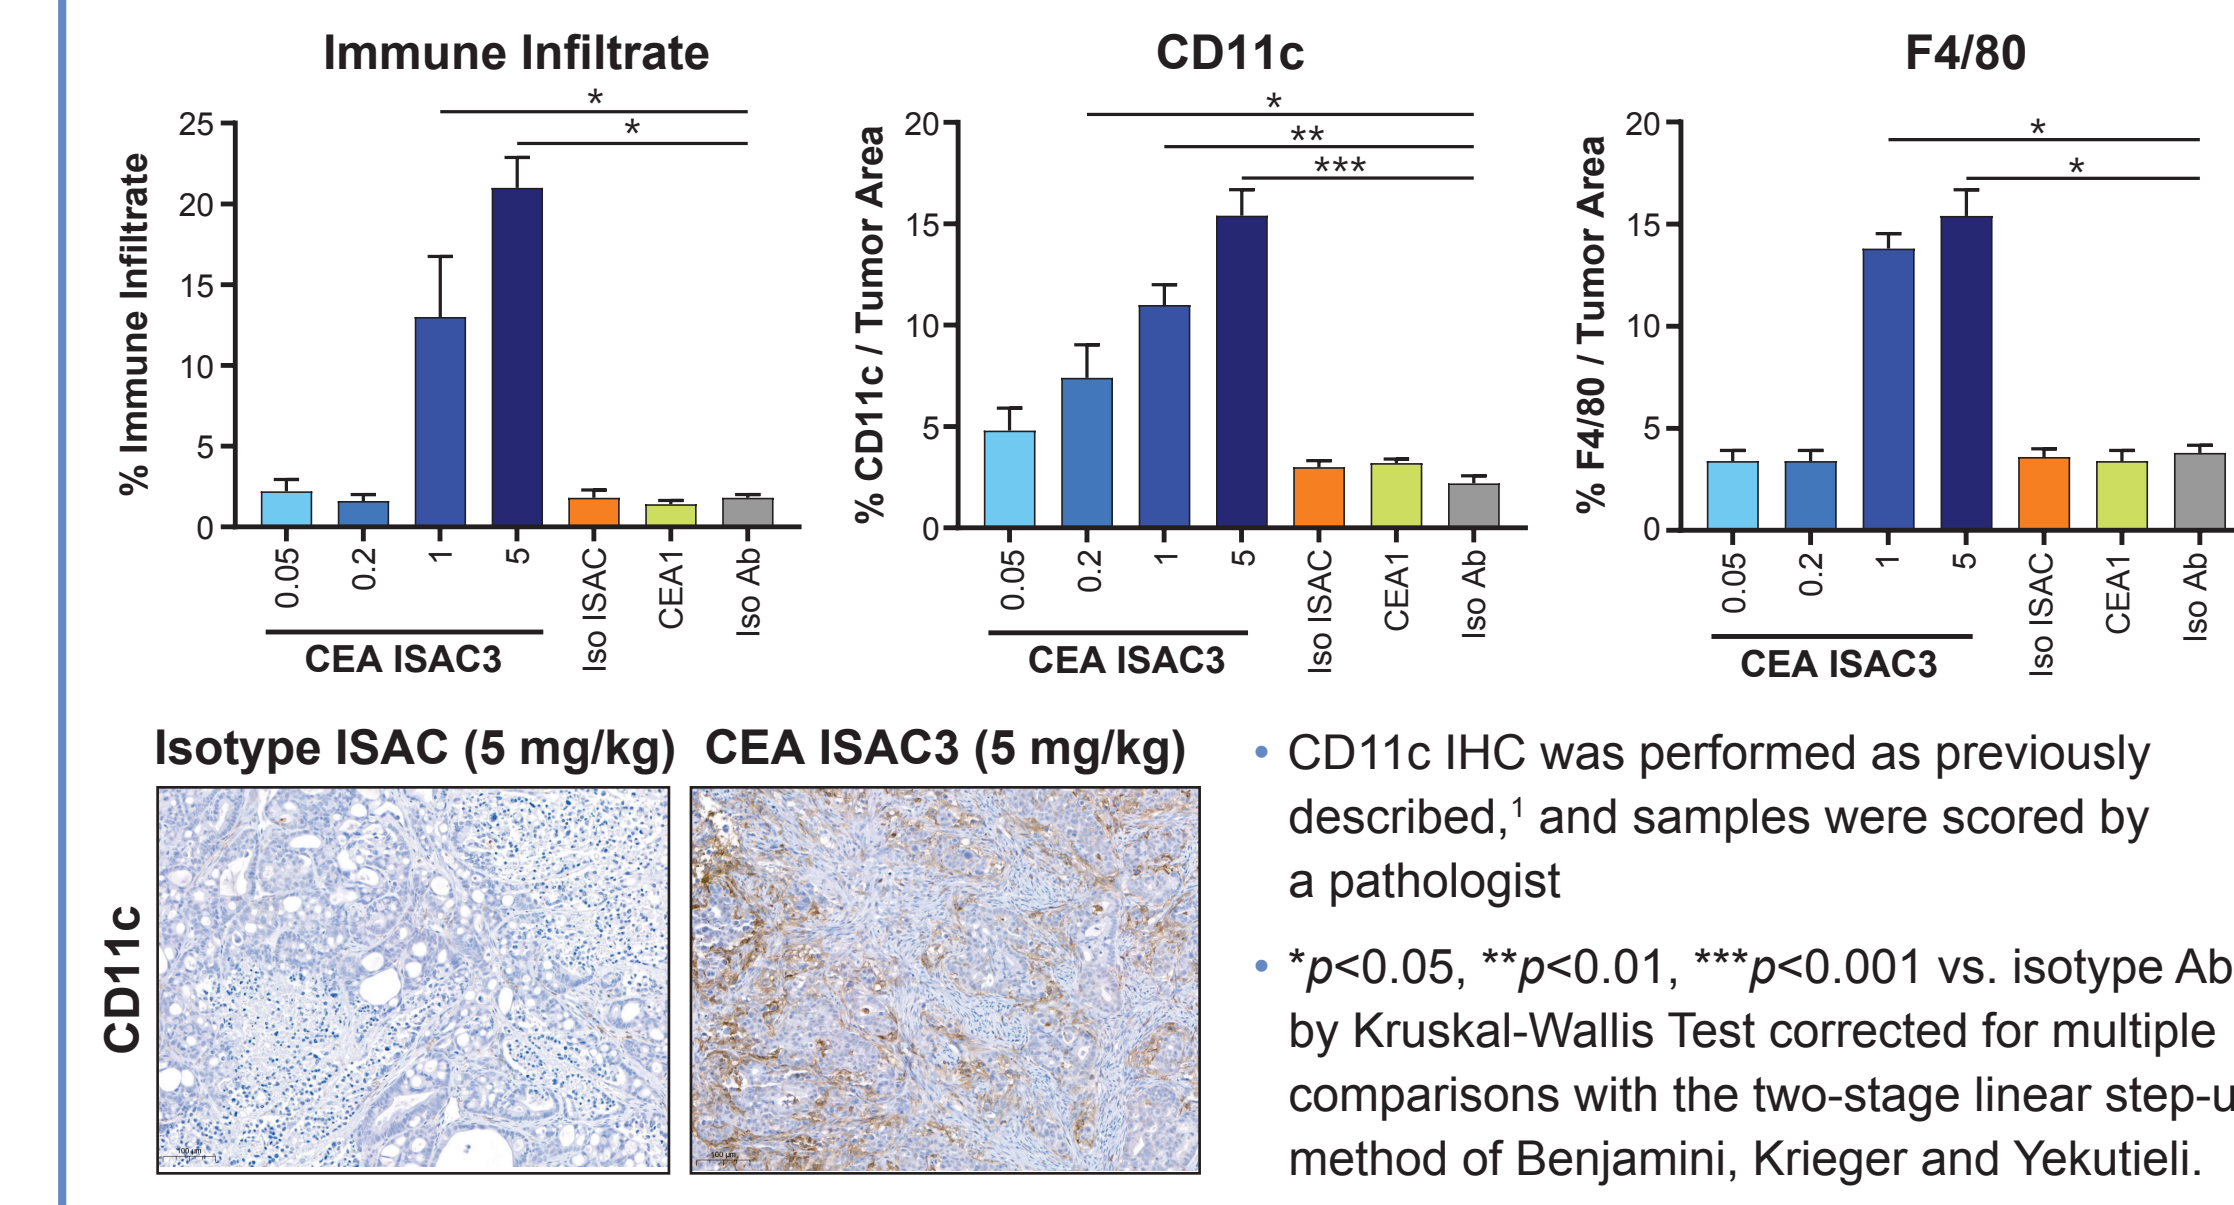 Immune Infiltrate
*
*
% Immune Infiltrate
25
20
15
10
5
0
0.05
0.2
1
5
Iso ISAC
CEA1
Iso Ab
CEA ISAC3
CD11c
*
**
***
% CD11c / Tumor Area
20
15
10
5
0
0.05
0.2
1
5
Iso ISAC
CEA1
Iso Ab
CEA ISAC3
F4/80
*
*
% F4/80 / Tumor Area
20
15
10
5
0
0.05
0.2
1
5
Iso ISAC
CEA1
Iso Ab
CEA ISAC3
Isotype ISAC (5 mg/kg)
CEA ISAC3 (5 mg/kg)
CD11c
100 µm
100 µm
• CD11c IHC was performed as previously
described,¹ and samples were scored by
a pathologist
• *p<0.05, **p<0.01, ***p<0.001 vs. isotype Ab
by Kruskal-Wallis Test corrected for multiple
comparisons with the two-stage linear step-u
method of Benjamini, Krieger and Yekutieli.